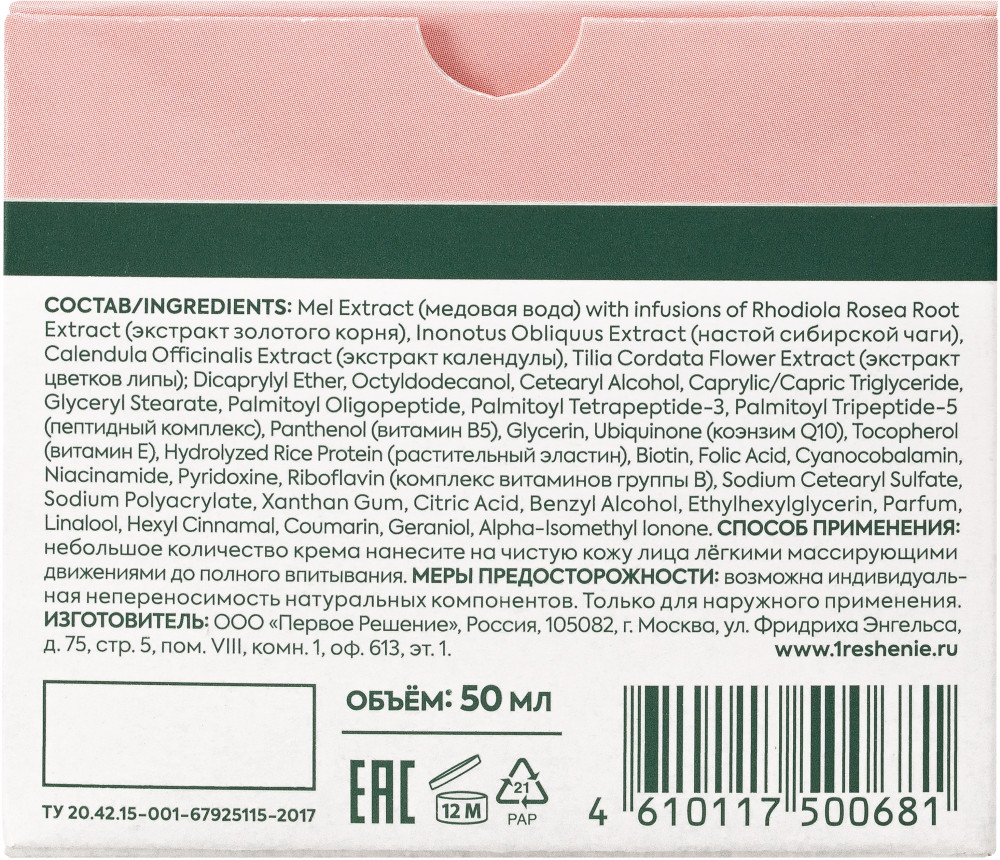 СОСТАВ/INGREDIENTS: Mel Extract (медовая вода) with infusions of Rhodiola Rosea Root
Extract (экстракт золотого корня), Inonotus Obliquus Extract (настой сибирской чаги),
Calendula Officinalis Extract (экстракт календулы), Tilia Cordata Flower Extract (экстракт
цветков липы); Dicaprylyl Ether, Octyldodecanol, Cetearyl Alcohol, Caprylic/Capric Triglyceride,
Glyceryl Stearate, Palmitoyl Oligopeptide, Palmitoyl Tetrapeptide-3, Palmitoyl Tripeptide-5
(пептидный комплекс), Panthenol (витамин B5), Glycerin, Ubiquinone (коэнзим Q10), Tocopherol
(витамин E), Hydrolyzed Rice Protein (растительный эластин), Biotin, Folic Acid, Cyanocobalamin,
Niacinamide, Pyridoxine, Riboflavin (комплекс витаминов группы B), Sodium Cetearyl Sulfate,
Sodium Polyacrylate, Xanthan Gum, Citric Acid, Benzyl Alcohol, Ethylhexylglycerin, Parfum,
Linalool, Hexyl Cinnamal, Coumarin, Geraniol, Alpha-Isomethyl Ionone. СПОСОБ ПРИМЕНЕНИЯ:
небольшое количество крема нанесите на чистую кожу лица лёгкими массирующими
движениями до полного впитывания. МЕРЫ ПРЕДОСТОРОЖНОСТИ: возможна индивидуаль-
ная непереносимость натуральных компонентов. Только для наружного применения.
ИЗГОТОВИТЕЛЬ: ООО «Первое Решение», Россия, 105082, г. Москва, ул. Фридриха Энгельса,
д. 75, стр. 5, пом. VIII, комн. 1, оф. 613, эт. 1. www.1reshenie.ru
ОБЪЁМ: 50 МЛ
EAC
12 М
21
PAP
ТУ 20.42.15-001-67925115-2017
4 610117 500681